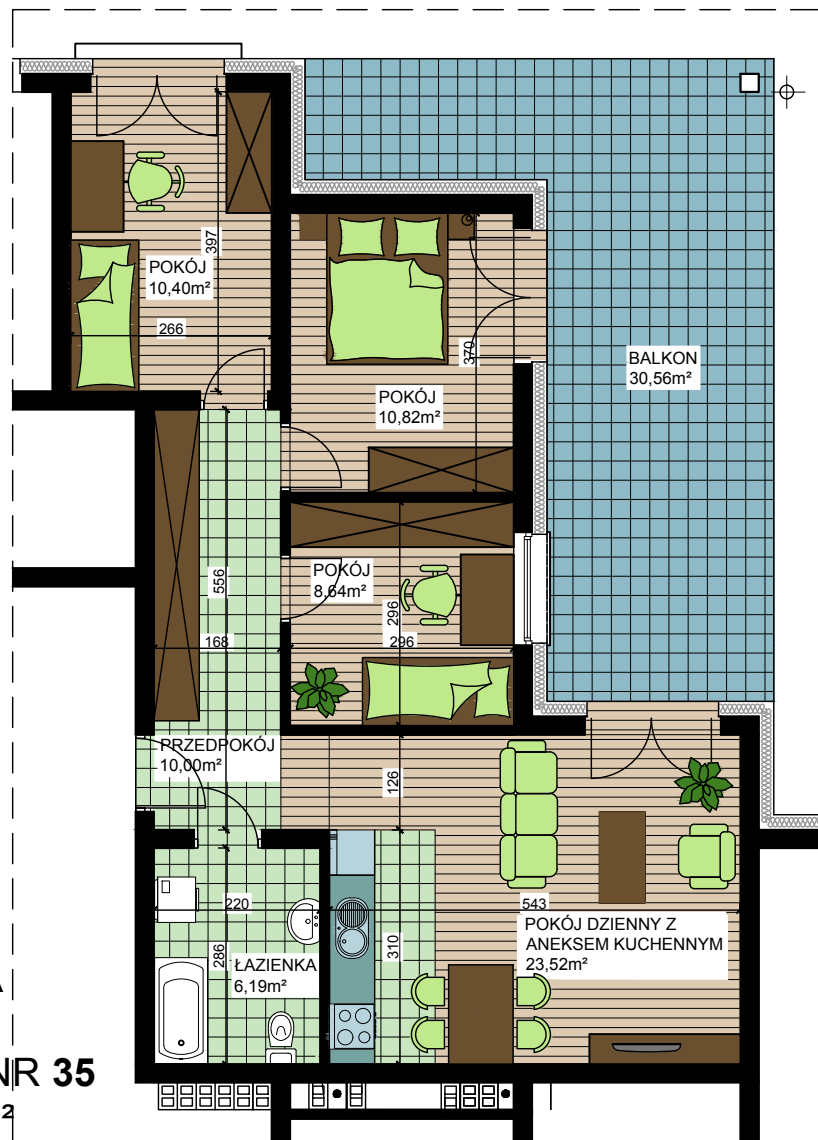 POKÓJ
10,40m²
397
266
POKÓJ
10,82m²
370
BALKON
30,56m²
POKÓJ
8,64m²
296
296
556
168
PRZEDPOKÓJ
10,00m²
126
220
543
286
310
ŁAZIENKA
6,19m²
POKÓJ DZIENNY Z
ANEKSEM KUCHENNYM
23,52m²
A
NR 35
2